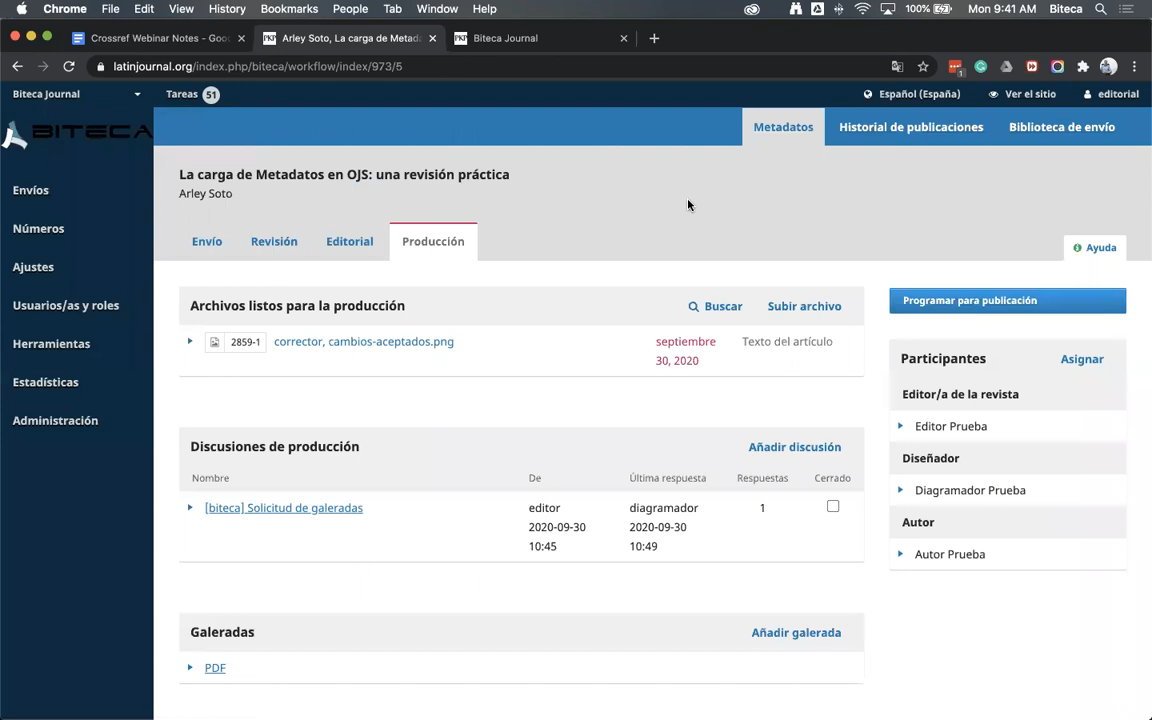 Chrome File Edit View History Bookmarks People Tab Window Help 100% Mon 9:41 AM Biteca
Crossref Webinar Notes - Goo
PKP Arley Soto, La carga de Metada
PKP Biteca Journal
latinjournal.org/index.php/biteca/workflow/index/973/5
1
Biteca Journal Tareas 51 Español (España) Ver el sitio editorial
BITECA
Metadatos Historial de publicaciones Biblioteca de envío
Envíos
Números
Ajustes
Usuarios/as y roles
Herramientas
Estadísticas
Administración
La carga de Metadatos en OJS: una revisión práctica
Arley Soto
Envío Revisión Editorial Producción
Ayuda
Archivos listos para la producción Buscar Subir archivo
2859-1 corrector, cambios-aceptados.png septiembre 30, 2020 Texto del artículo
Discusiones de producción Añadir discusión
Nombre De Última respuesta Respuestas Cerrado
[biteca] Solicitud de galeradas editor diagramador 1
2020-09-30 2020-09-30
10:45 10:49
Galeradas Añadir galerada
PDF
Programar para publicación
Participantes Asignar
Editor/a de la revista
Editor Prueba
Diseñador
Diagramador Prueba
Autor
Autor Prueba